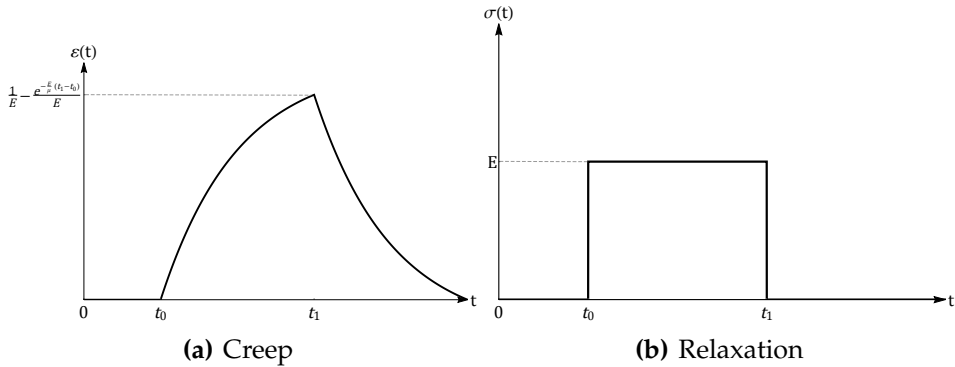 σ(t)
ε(t)
1/E − e^{−E/μ (t₁−t₀)}/E
E
t
t
0
t₀
t₁
0
t₀
t₁
(a) Creep
(b) Relaxation